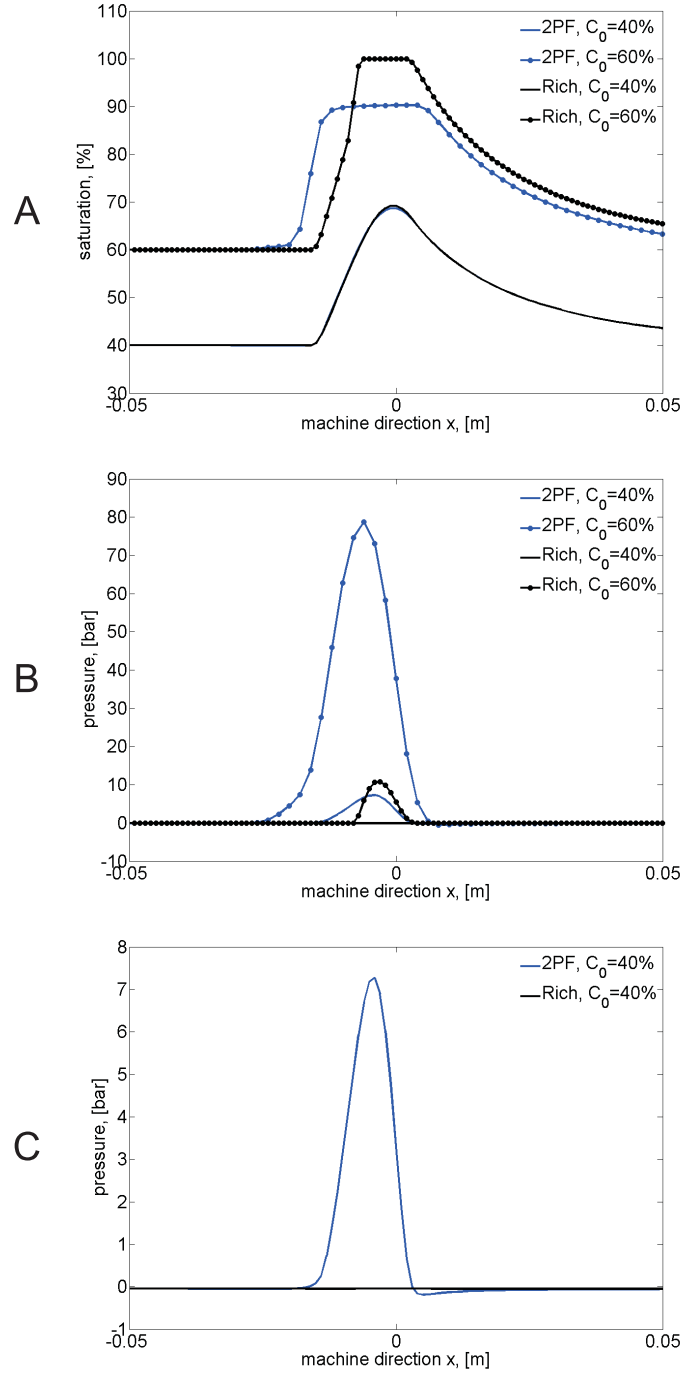 A
saturation, [%]
100
90
80
70
60
50
40
30
-0.05
0
0.05
machine direction x, [m]
2PF, C0=40%
2PF, C0=60%
Rich, C0=40%
Rich, C0=60%
B
pressure, [bar]
90
80
70
60
50
40
30
20
10
0
-10
-0.05
0
0.05
machine direction x, [m]
2PF, C0=40%
2PF, C0=60%
Rich, C0=40%
Rich, C0=60%
C
pressure, [bar]
8
7
6
5
4
3
2
1
0
-1
-0.05
0
0.05
machine direction x, [m]
2PF, C0=40%
Rich, C0=40%